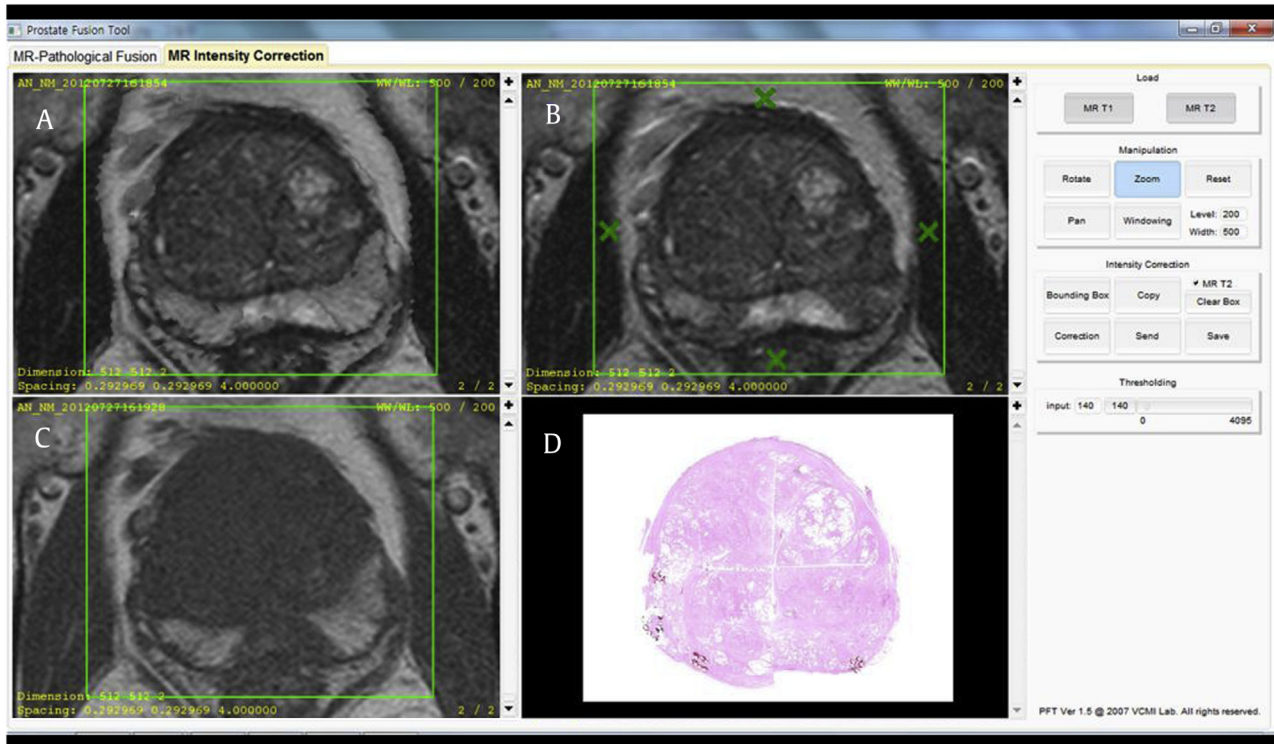 Prostate Fusion Tool
MR-Pathological Fusion MR Intensity Correction
AN_NM_20120727161854 WW/WL: 500 / 200
A
Dimension: 512 512 2
Spacing: 0.292969 0.292969 4.000000 2 / 2
AN_NM_20120727161854 WW/WL: 500 / 200
B
Dimension: 512 512 2
Spacing: 0.292969 0.292969 4.000000 2 / 2
AN_NM_20120727161928 WW/WL: 500 / 200
C
Dimension: 512 512 2
Spacing: 0.292969 0.292969 4.000000 2 / 2
D
Load
MR T1 MR T2
Manipulation
Rotate Zoom Reset
Pan Windowing Level: 200
Width: 500
Intensity Correction
Bounding Box Copy MR T2
Clear Box
Correction Send Save
Thresholding
input: 140 140
0 4095
PFT Ver 1.5 @ 2007 VCMI Lab. All rights reserved.